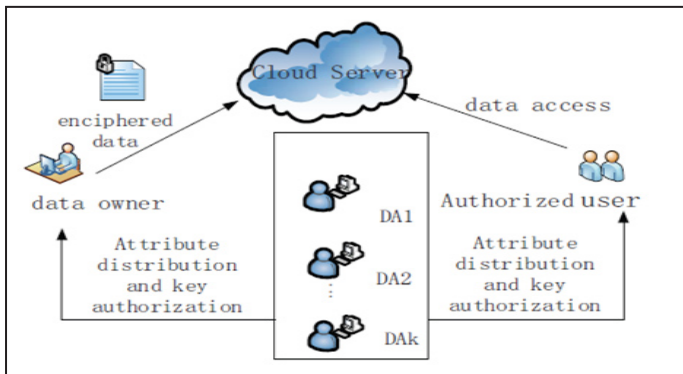 Cloud Server
enciphered
data
data access
data owner
Authorized user
DA1
DA2
⋮
DAk
Attribute
distribution
and key
authorization
Attribute
distribution
and key
authorization